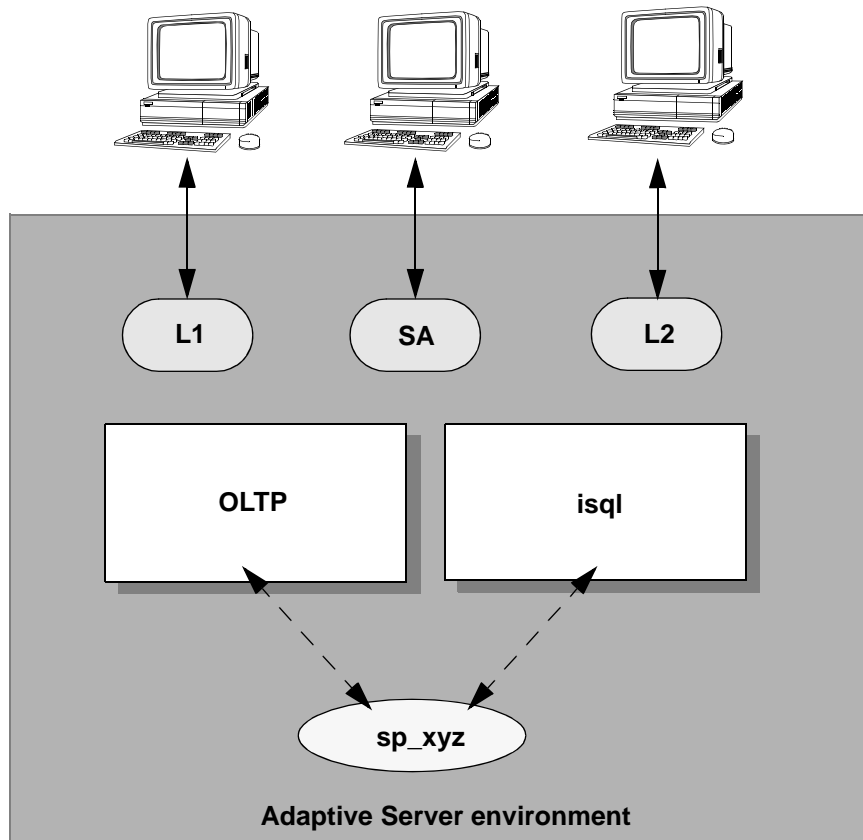 L1
SA
L2
OLTP
isql
sp_xyz
Adaptive Server environment